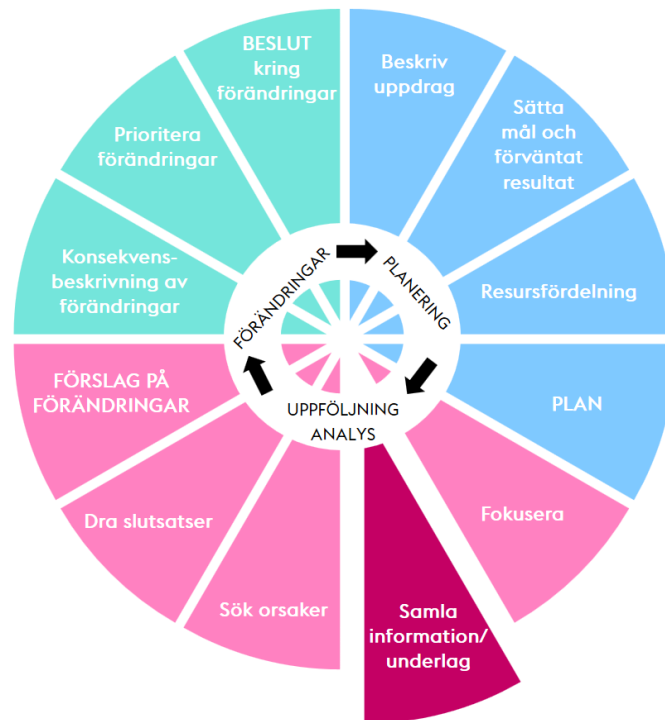 BESLUT
kring
förändringar
Beskriv
uppdrag
Sätta
mål och
förväntat
resultat
Prioritera
förändringar
Konsekvens-
beskrivning av
förändringar
Resursfördelning
FÖRÄNDRINGAR
PLANERING
UPPFÖLJNING
ANALYS
FÖRSLAG PÅ
FÖRÄNDRINGAR
PLAN
Dra slutsatser
Fokusera
Sök orsaker
Samla
information/
underlag